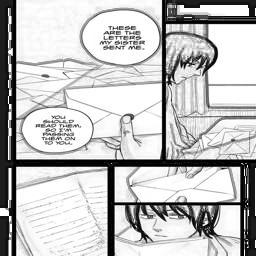 THESE
ARE THE
LETTERS
MY SISTER
SENT ME.
YOU
SHOULD
READ THEM,
SO I'M
PASSING
THEM ON
TO YOU.